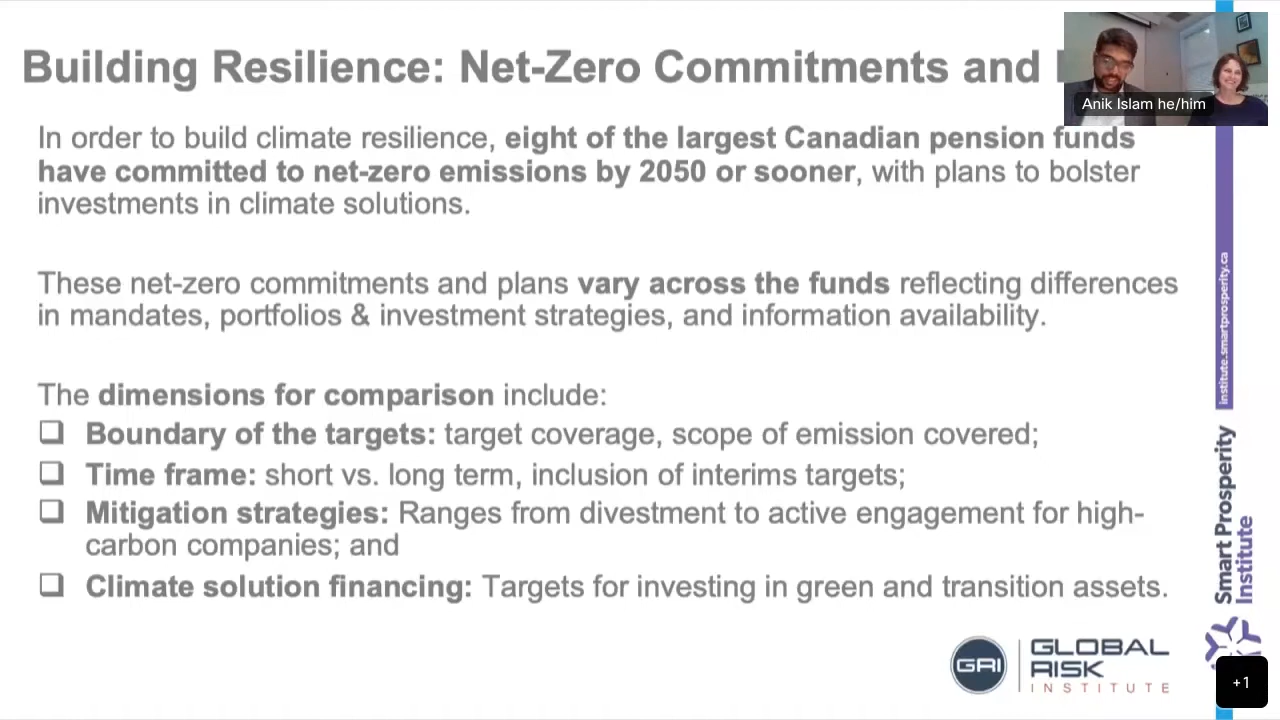 Building Resilience: Net-Zero Commitments and
Anik Islam he/him
In order to build climate resilience, eight of the largest Canadian pension funds
have committed to net-zero emissions by 2050 or sooner, with plans to bolster
investments in climate solutions.
These net-zero commitments and plans vary across the funds reflecting differences
in mandates, portfolios & investment strategies, and information availability.
The dimensions for comparison include:
❑ Boundary of the targets: target coverage, scope of emission covered;
❑ Time frame: short vs. long term, inclusion of interims targets;
❑ Mitigation strategies: Ranges from divestment to active engagement for high-
carbon companies; and
❑ Climate solution financing: Targets for investing in green and transition assets.
institute.smartprosperity.ca
Smart Prosperity
Institute
GRI
GLOBAL
RISK
INSTITUTE
+1